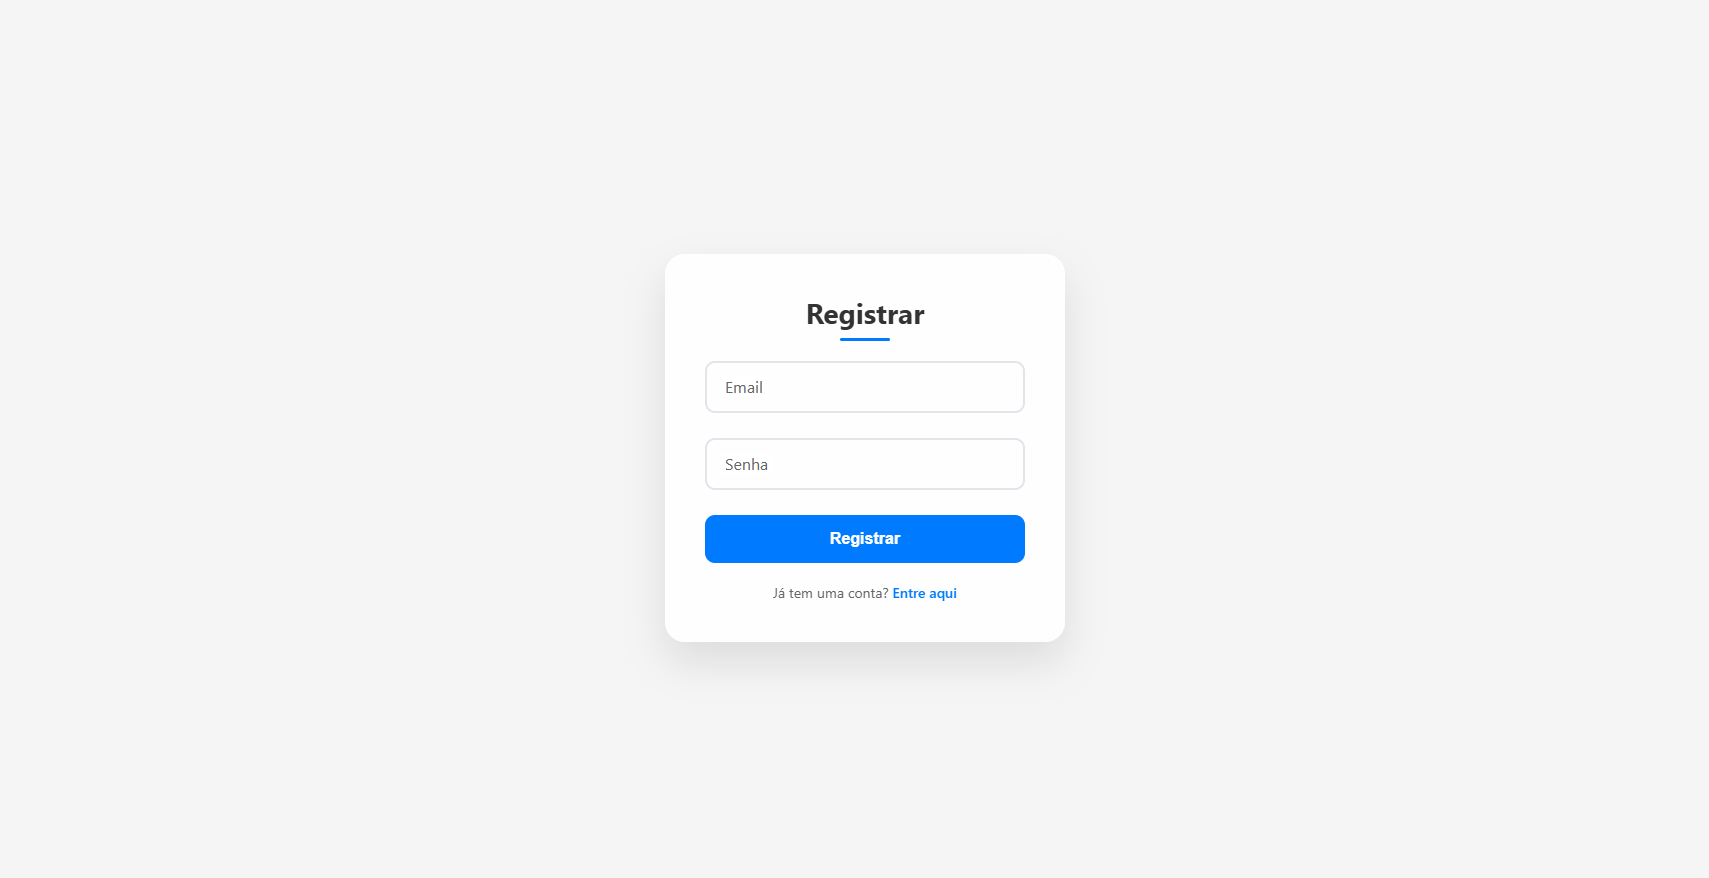 Registrar
Email
Senha
Registrar
Já tem uma conta? Entre aqui